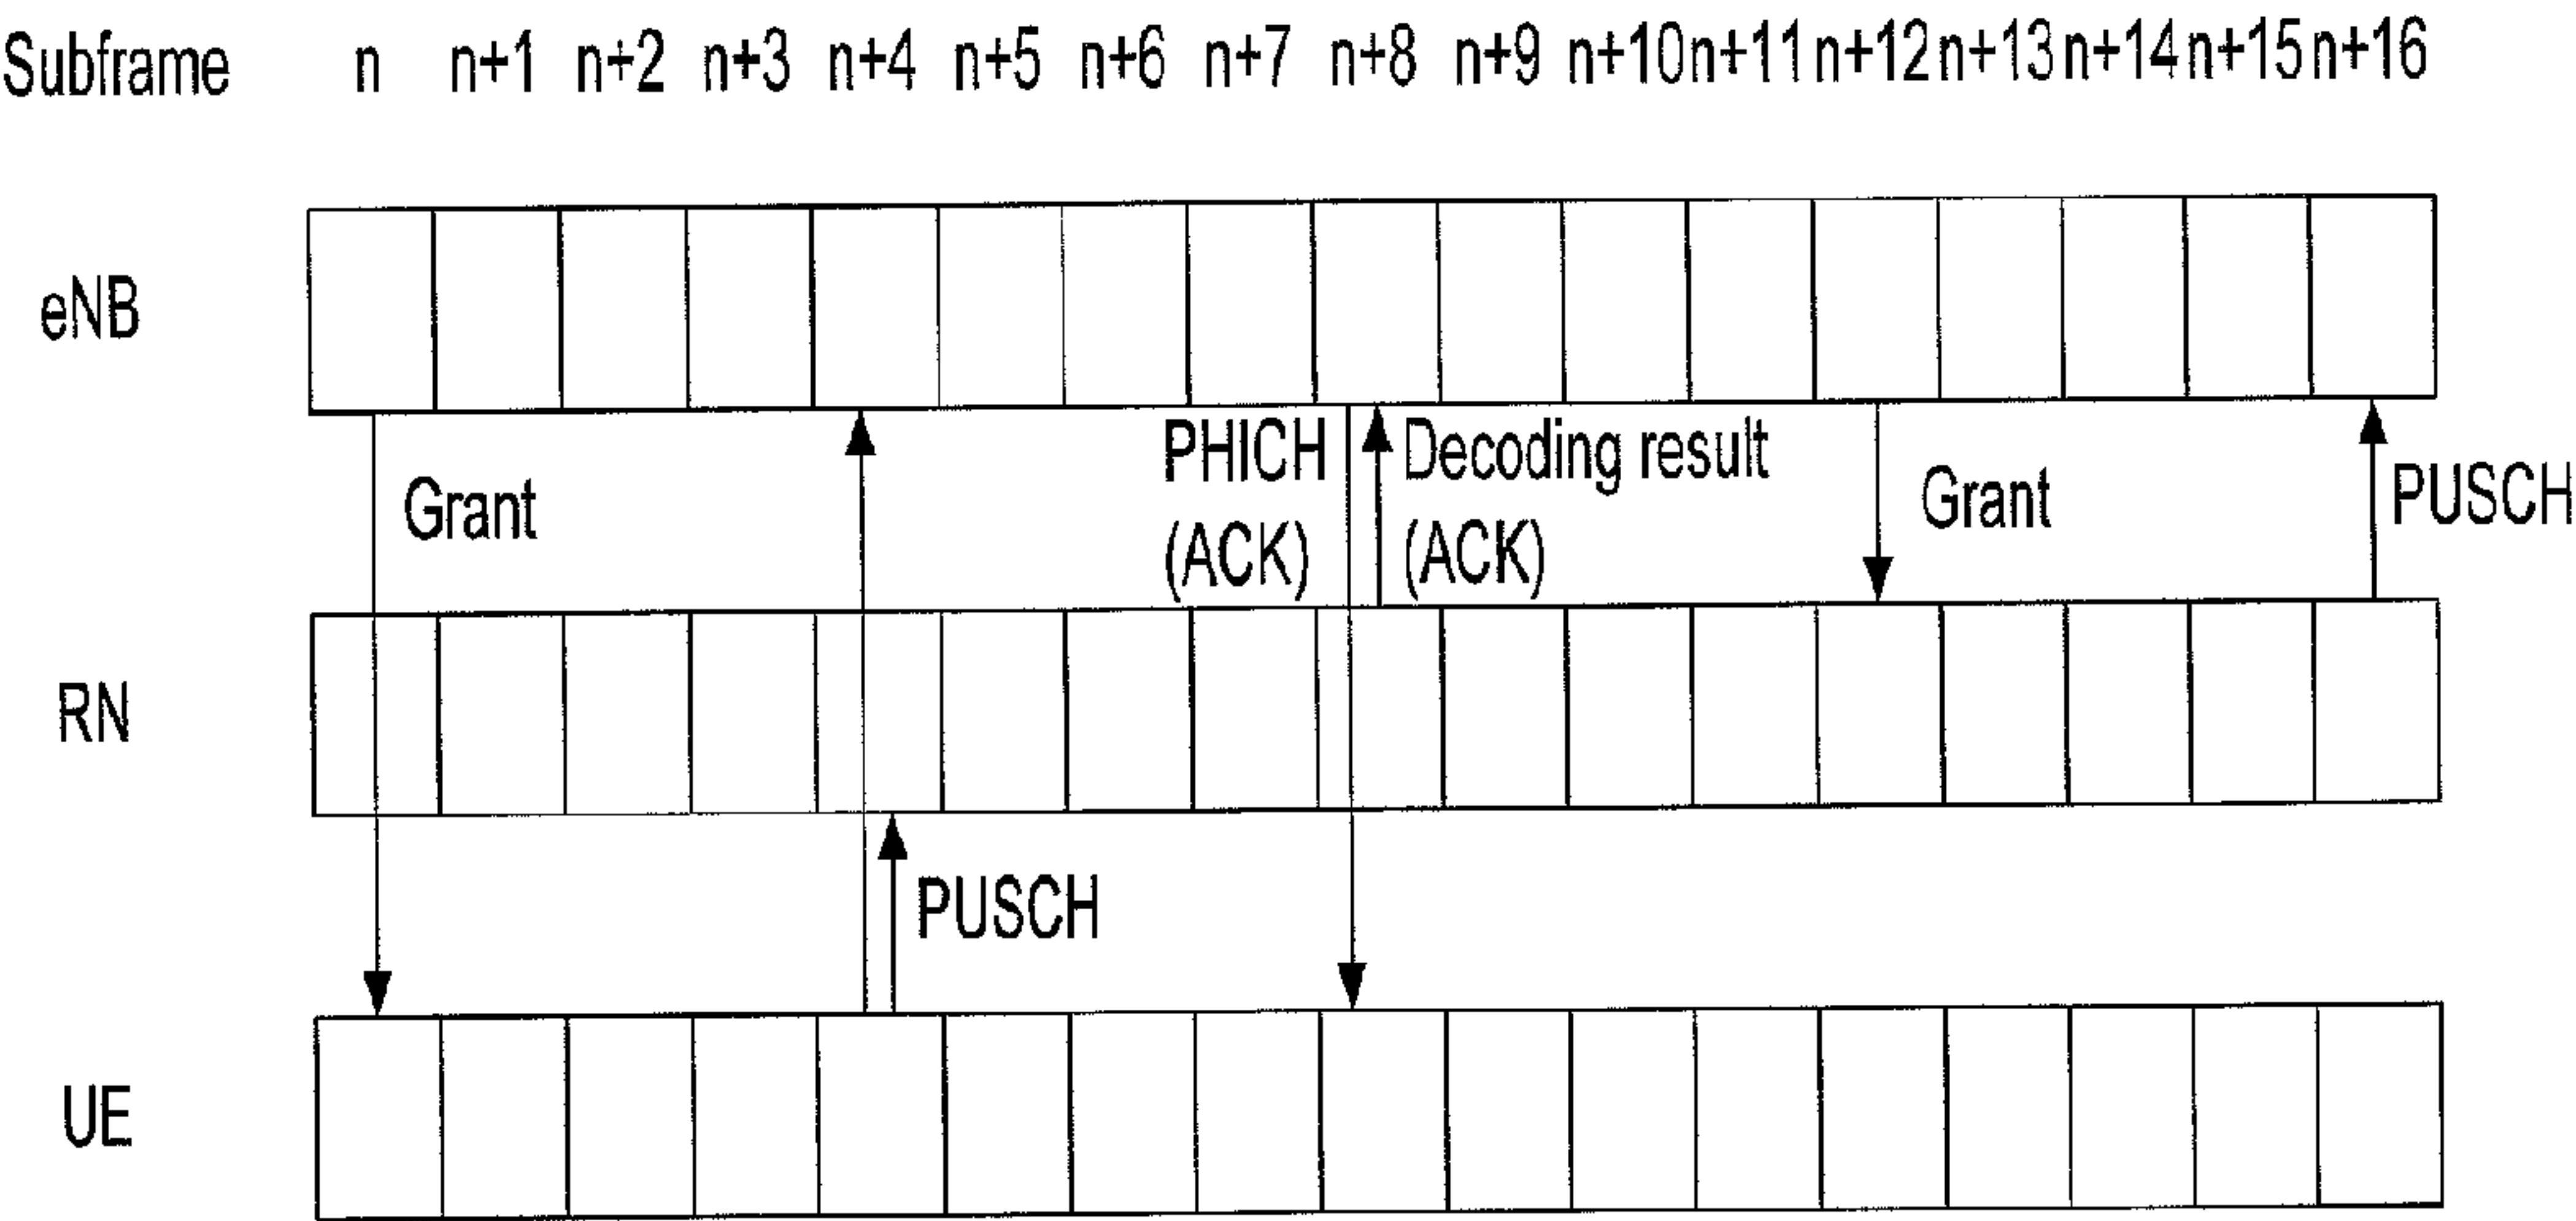 Subframe n n+1 n+2 n+3 n+4 n+5 n+6 n+7 n+8 n+9 n+10 n+11 n+12 n+13 n+14 n+15 n+16
eNB
Grant
PHICH
(ACK)
Decoding result
(ACK)
Grant
PUSCH
RN
PUSCH
UE